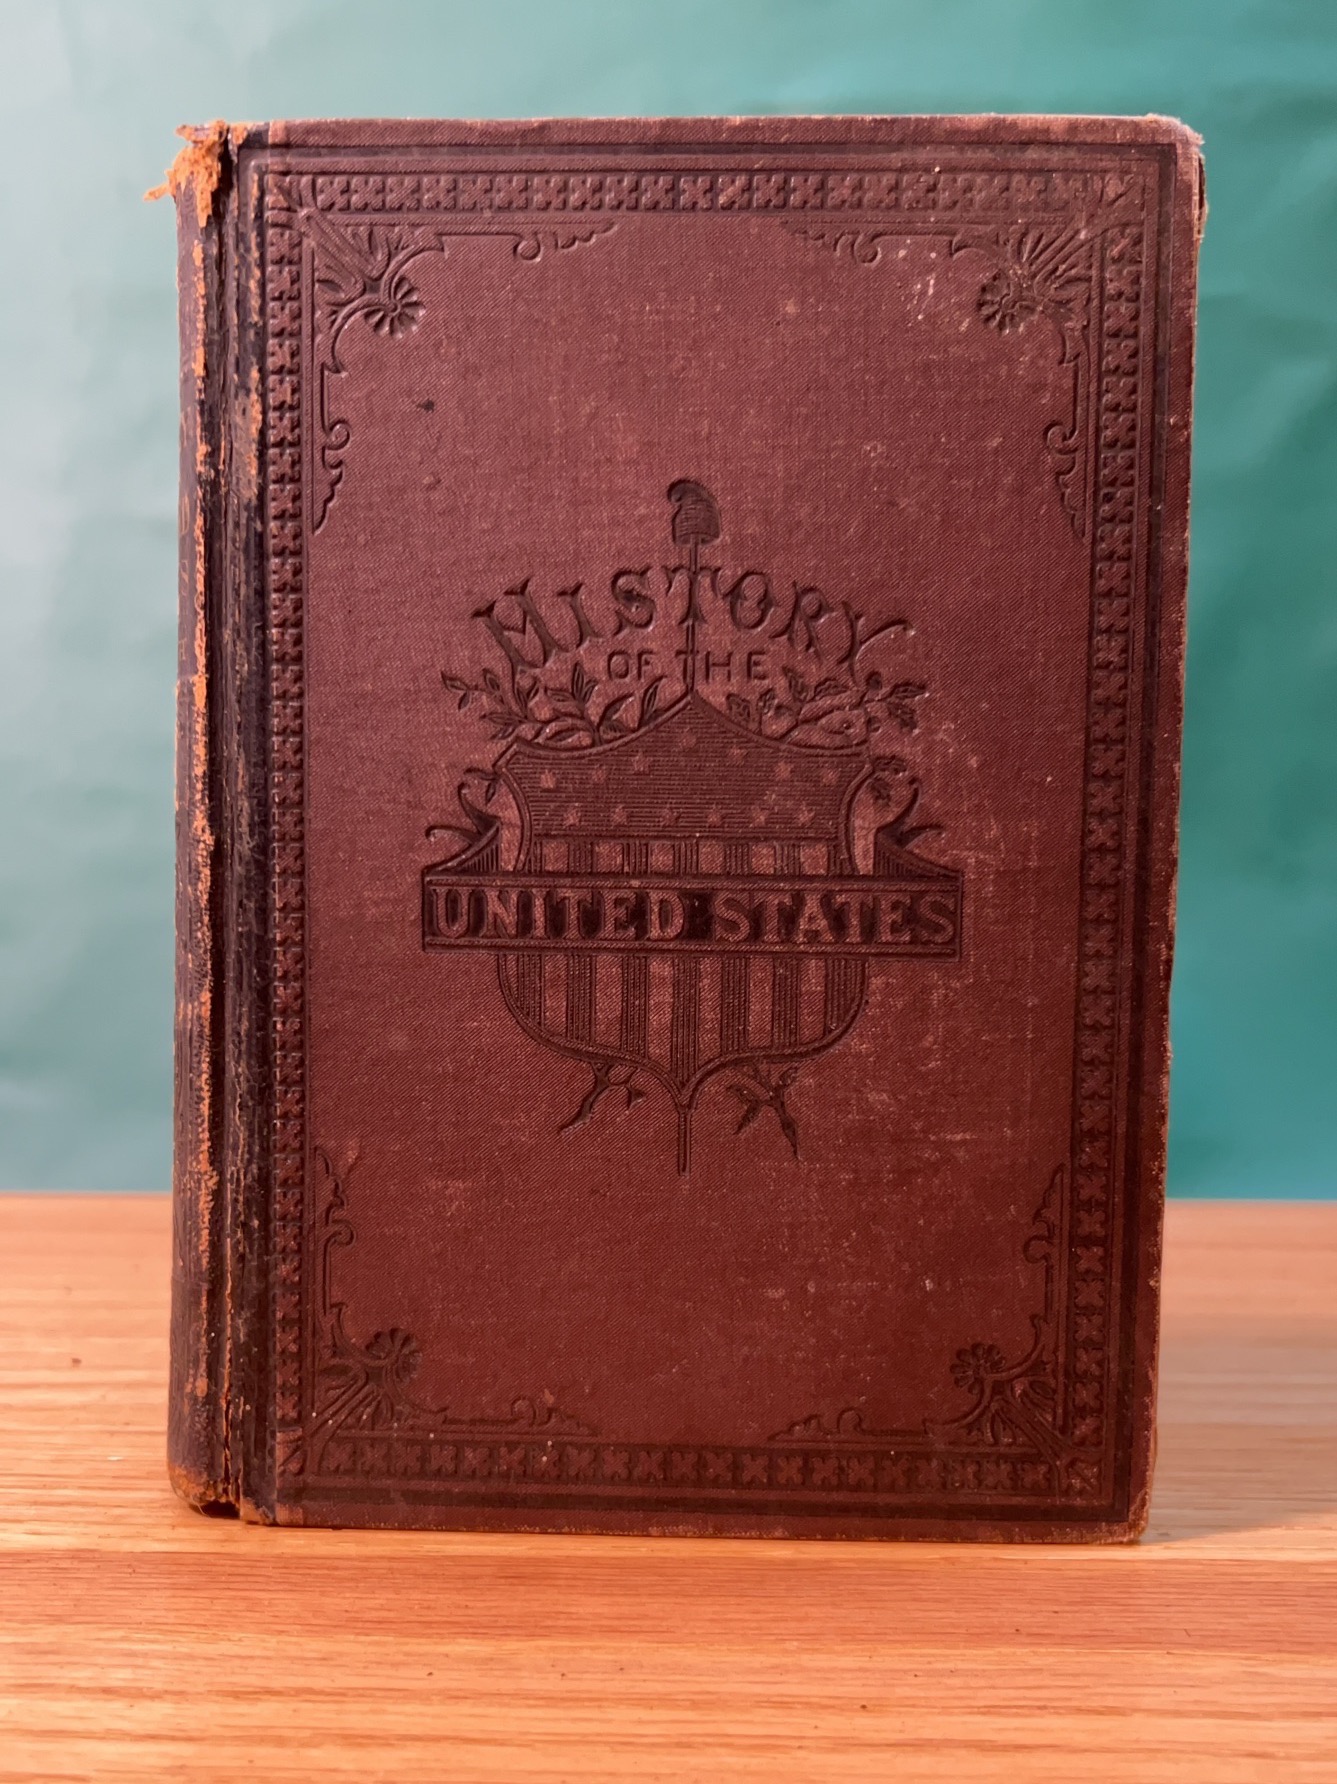 HISTORY
OF THE
UNITED STATES